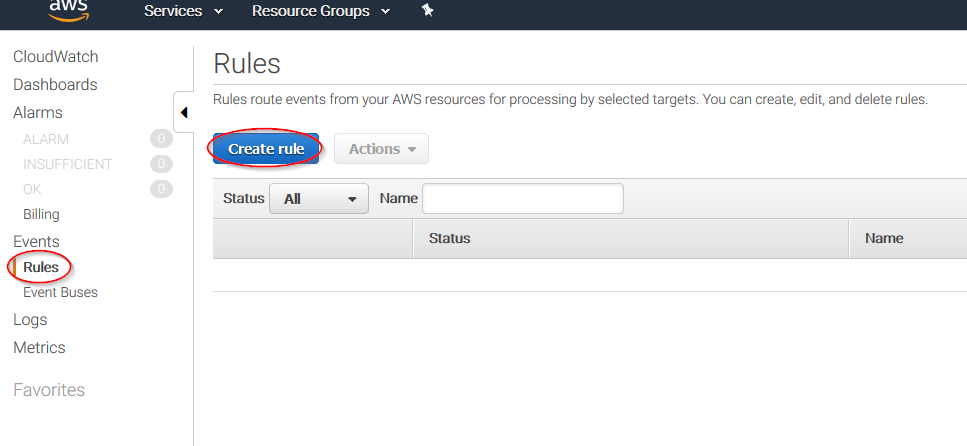 aws Services Resource Groups
CloudWatch
Dashboards
Alarms
ALARM 0
INSUFFICIENT 0
OK 0
Billing
Events
Rules
Event Buses
Logs
Metrics
Favorites
Rules
Rules route events from your AWS resources for processing by selected targets. You can create, edit, and delete rules.
Create rule Actions
Status All Name
Status Name